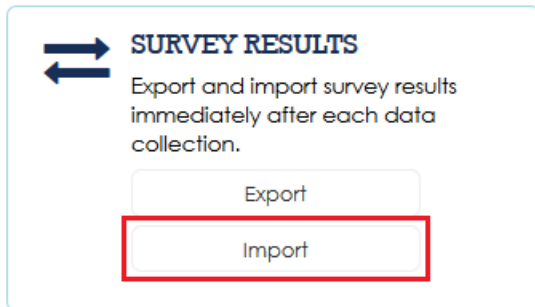 SURVEY RESULTS
Export and import survey results
immediately after each data
collection.
Export
Import